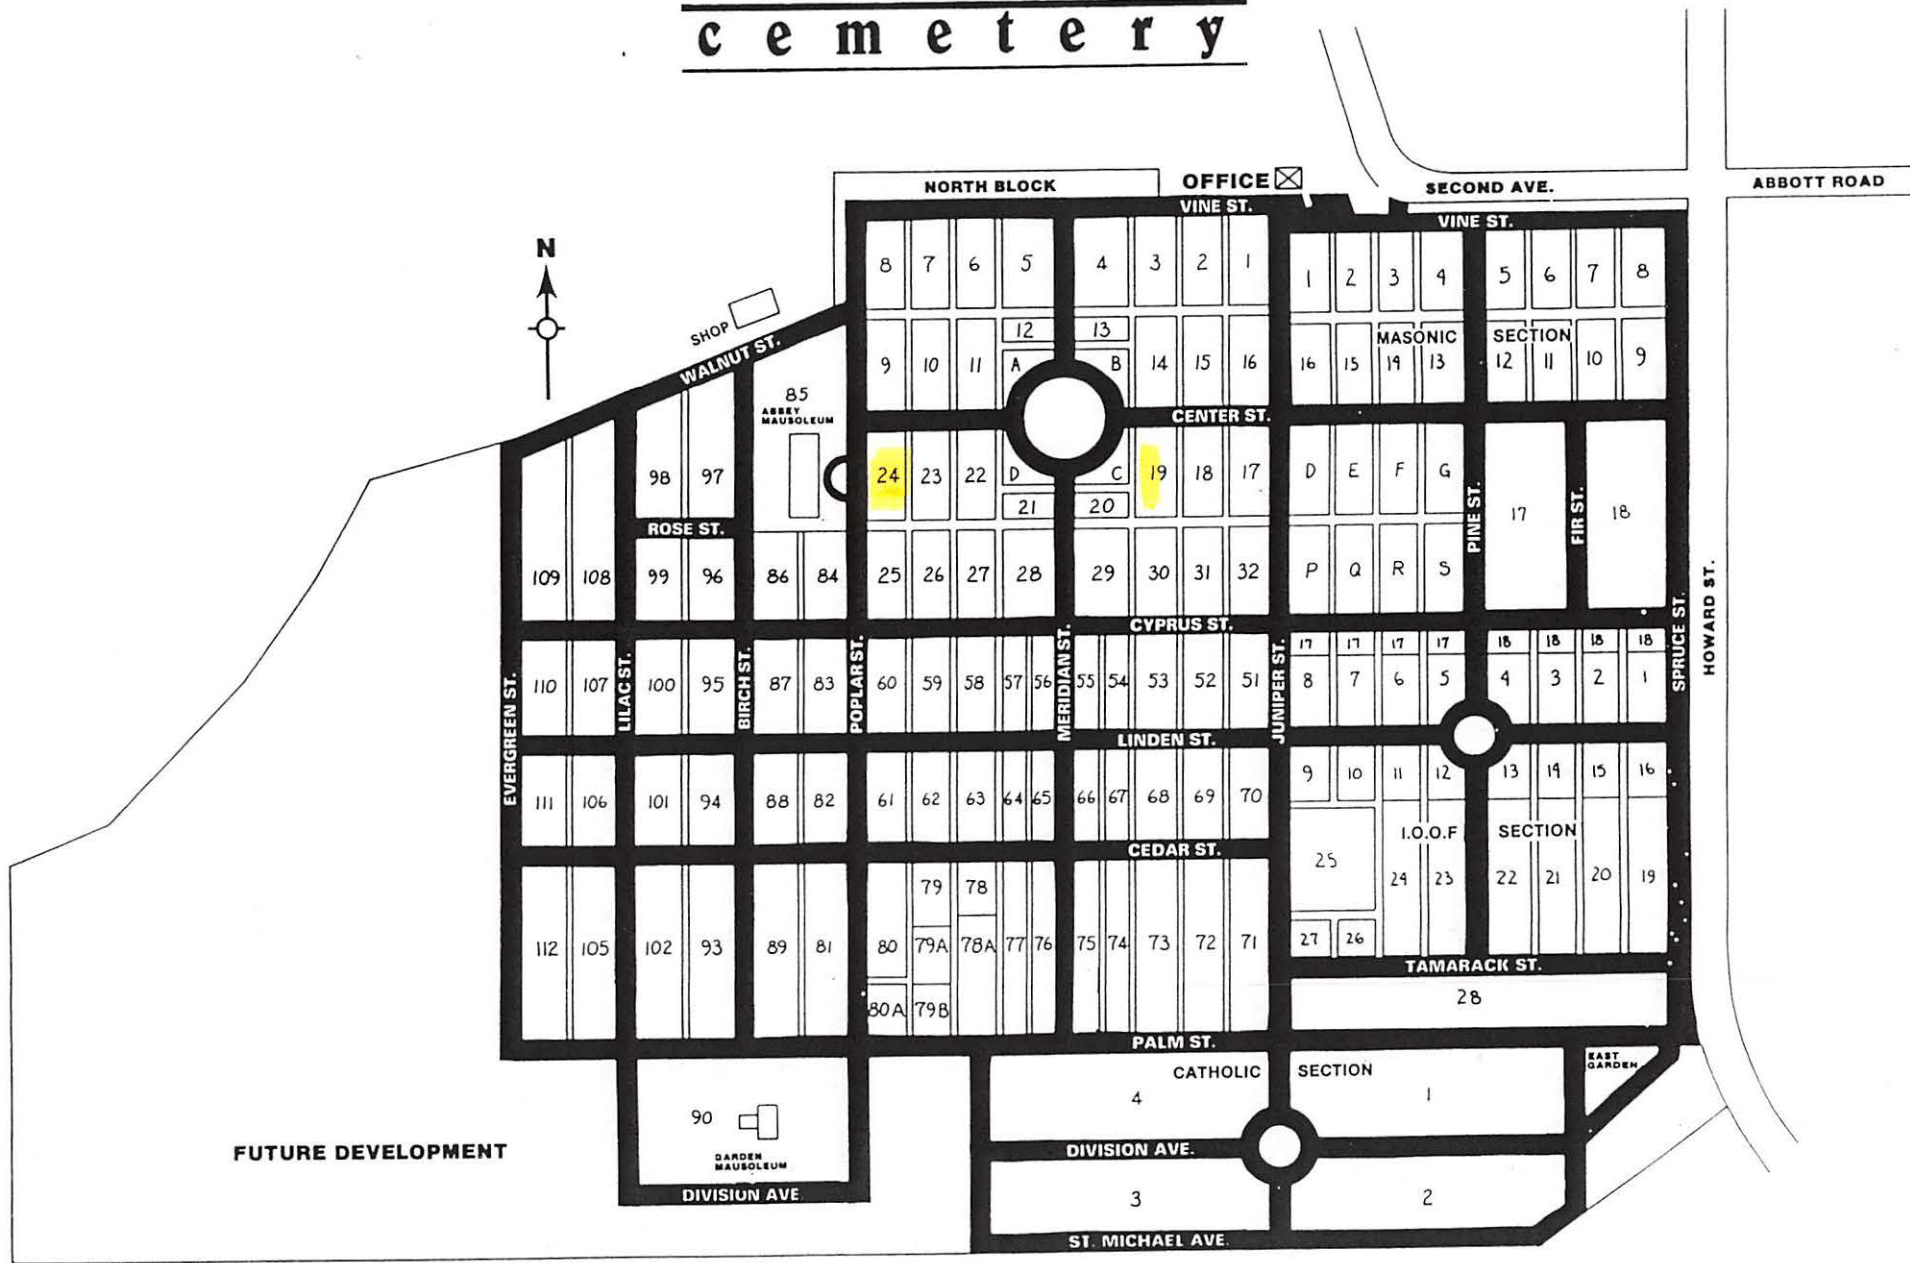 cemetery
NORTH BLOCK OFFICE SECOND AVE. ABBOTT ROAD
VINE ST. VINE ST.
N
8 7 6 5 4 3 2 1 1 2 3 4 5 6 7 8
SHOP
12 13
WALNUT ST.
MASONIC SECTION
9 10 11 A B 14 15 16 16 15 14 13 12 11 10 9
85
ABBEY
MAUSOLEUM
CENTER ST.
98 97 24 23 22 D C 19 18 17 D E F G
21 20
17 FIR ST. 18
PINE ST.
ROSE ST.
109 108 99 96 86 84 25 26 27 28 29 30 31 32 P Q R S
HOWARD ST.
CYPRUS ST.
17 17 17 17 18 18 18 18
EVERGREEN ST. LILAC ST. BIRCH ST. POPLAR ST. MERIDIAN ST. JUNIPER ST. SPRUCE ST.
110 107 100 95 87 83 60 59 58 57 56 55 54 53 52 51 8 7 6 5 4 3 2 1
LINDEN ST.
9 10 11 12 13 14 15 16
111 106 101 94 88 82 61 62 63 64 65 66 67 68 69 70
I.O.O.F SECTION
CEDAR ST.
25
79 78
24 23 22 21 20 19
112 105 102 93 89 81 80 79A 78A 77 76 75 74 73 72 71 27 26
TAMARACK ST.
80A 79B
28
PALM ST.
CATHOLIC SECTION
EAST
GARDEN
4 1
90
GARDEN
MAUSOLEUM
FUTURE DEVELOPMENT
DIVISION AVE.
DIVISION AVE
3 2
ST. MICHAEL AVE.